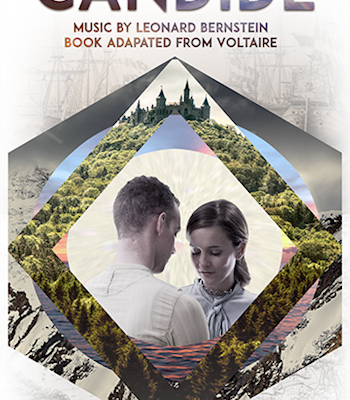 CANDIDE
MUSIC BY LEONARD BERNSTEIN
BOOK ADAPATED FROM VOLTAIRE